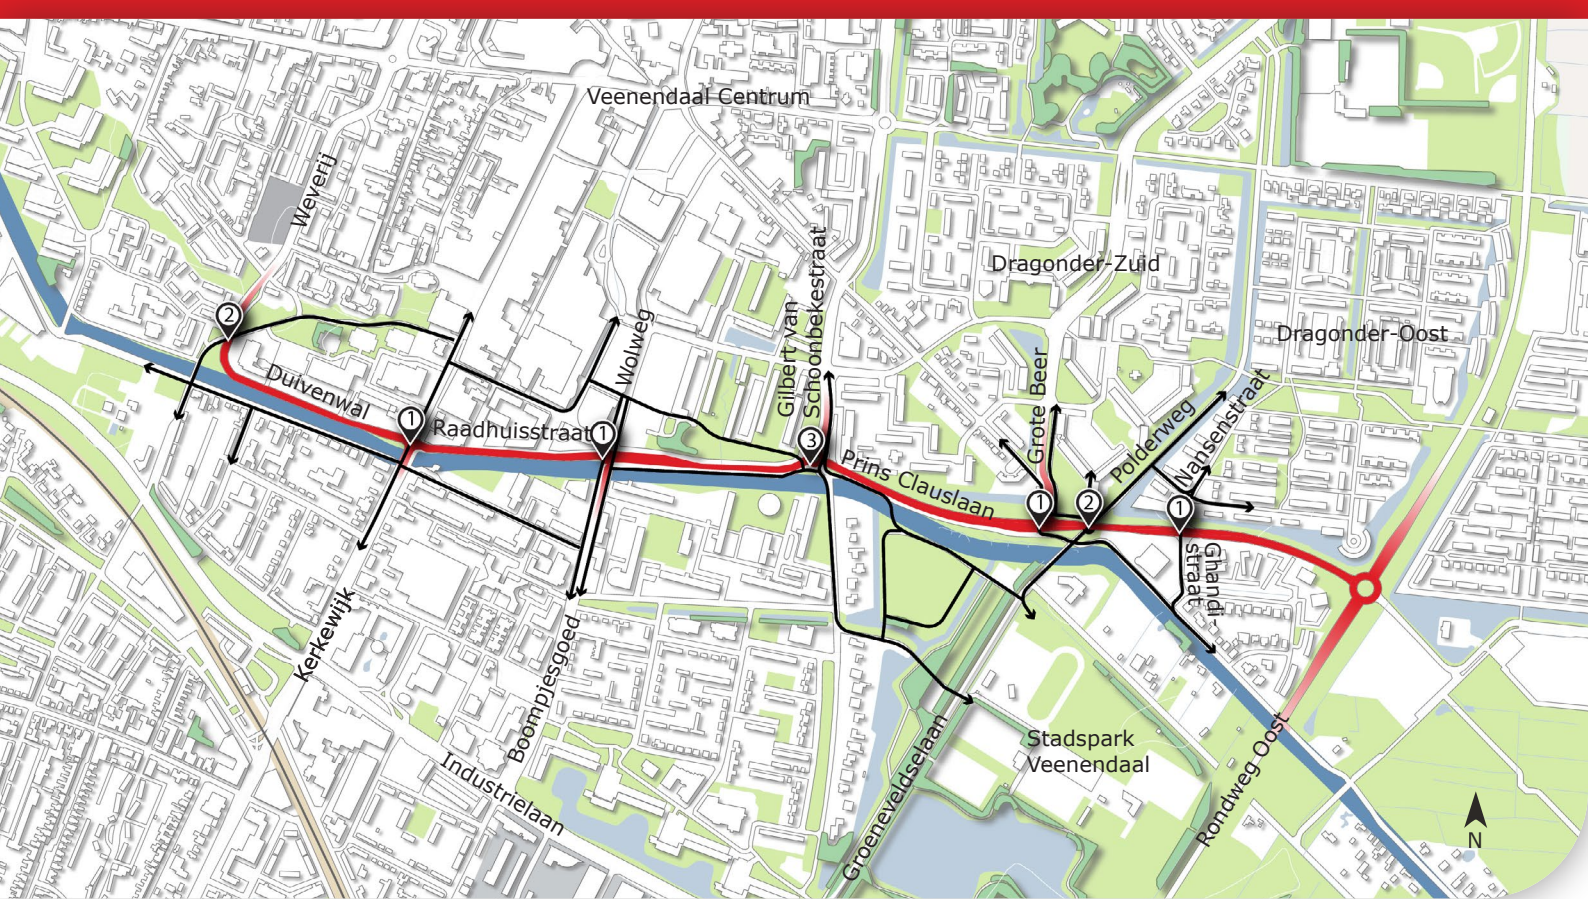 Veenendaal Centrum
Weverij
Wolweg
Gilbert van
Schoonbekestraat
Dragonder-Zuid
Dragonder-Oost
2
Duivenwal
1
Raadhuisstraat
1
3
Prins Clauslaan
Grote Beer
1
2
Polderweg
Nansenstraat
1
Ghandi-
straat
Kerkewijk
Boompjesgoed
Industrielaan
Groeneveldselaan
Stadspark
Veenendaal
Rondweg Oost
N